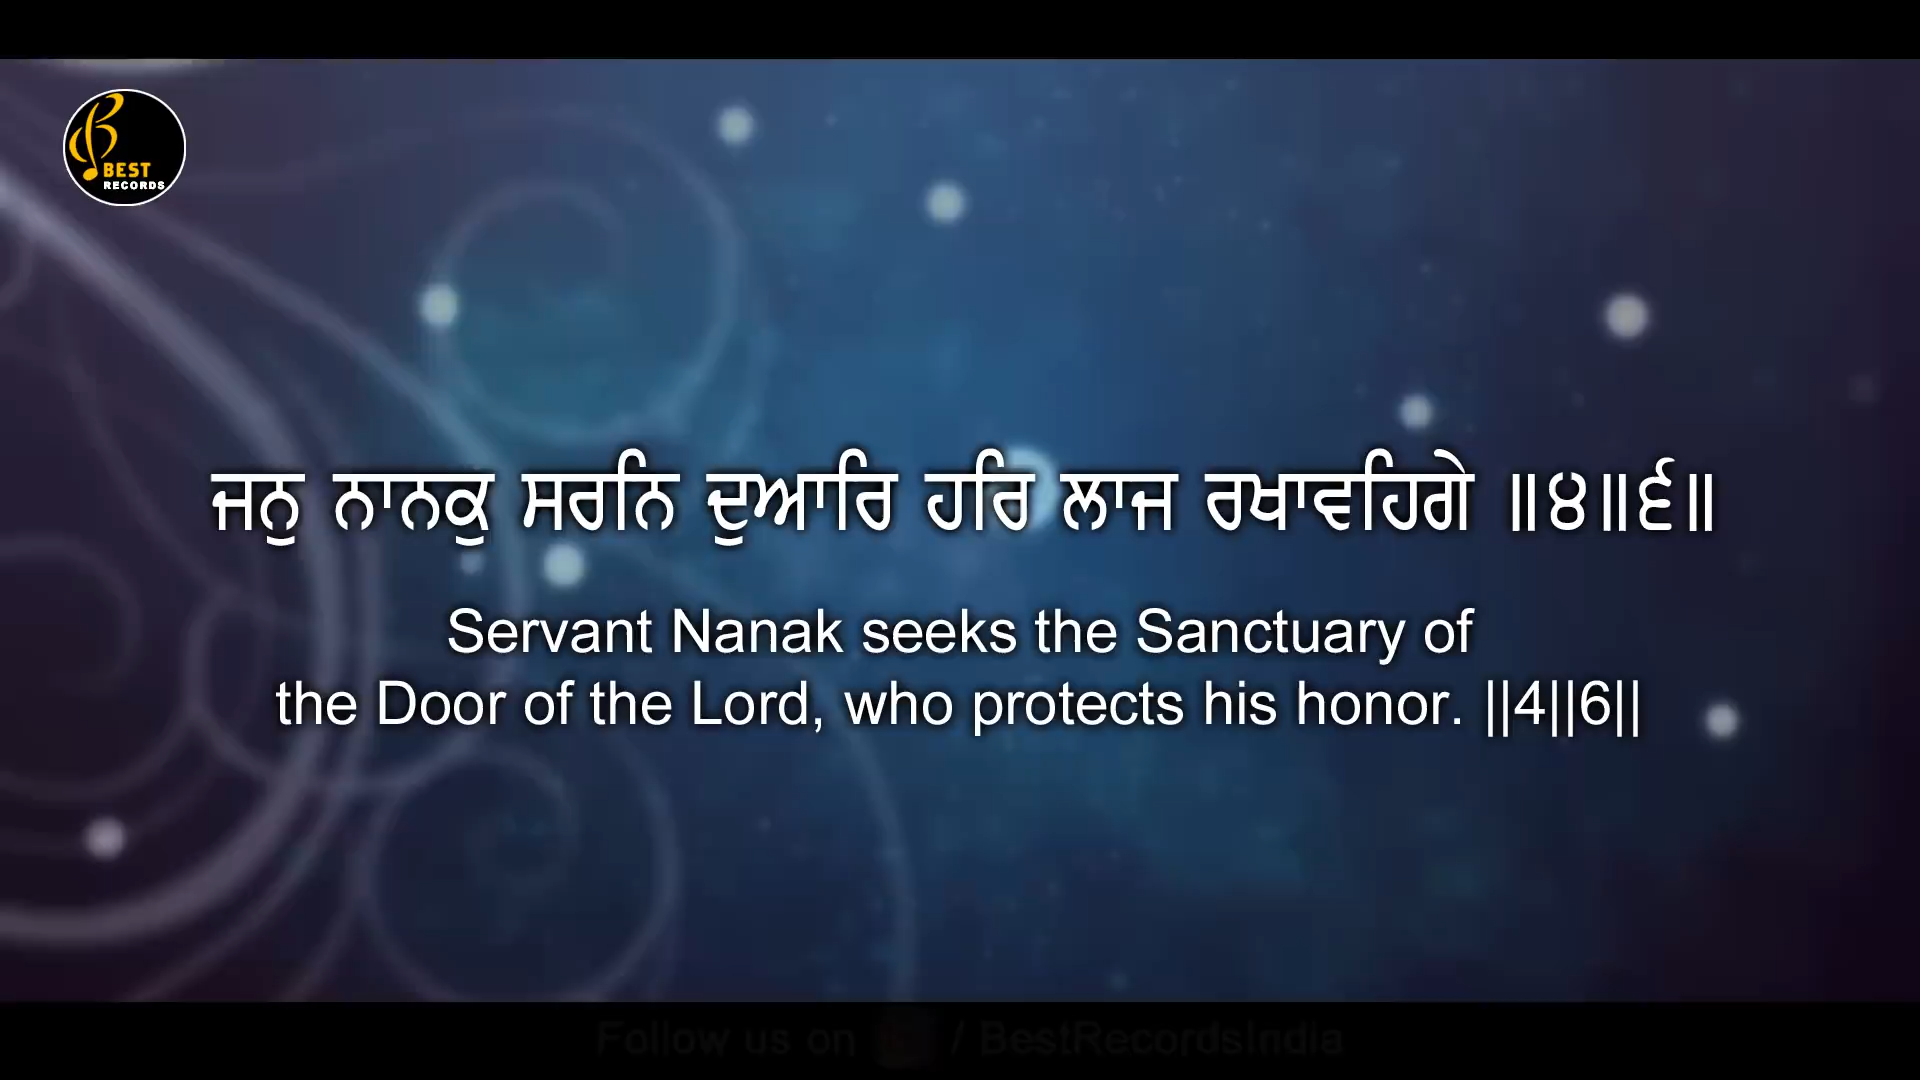 BEST
RECORDS
ਜਨੁ ਨਾਨਕੁ ਸਰਨਿ ਦੁਆਰਿ ਹਰਿ ਲਾਜ ਰਖਾਵਹਿਗੇ ॥੪॥੬॥
Servant Nanak seeks the Sanctuary of
the Door of the Lord, who protects his honor. ||4||6||
Follow us on / BestRecordsIndia